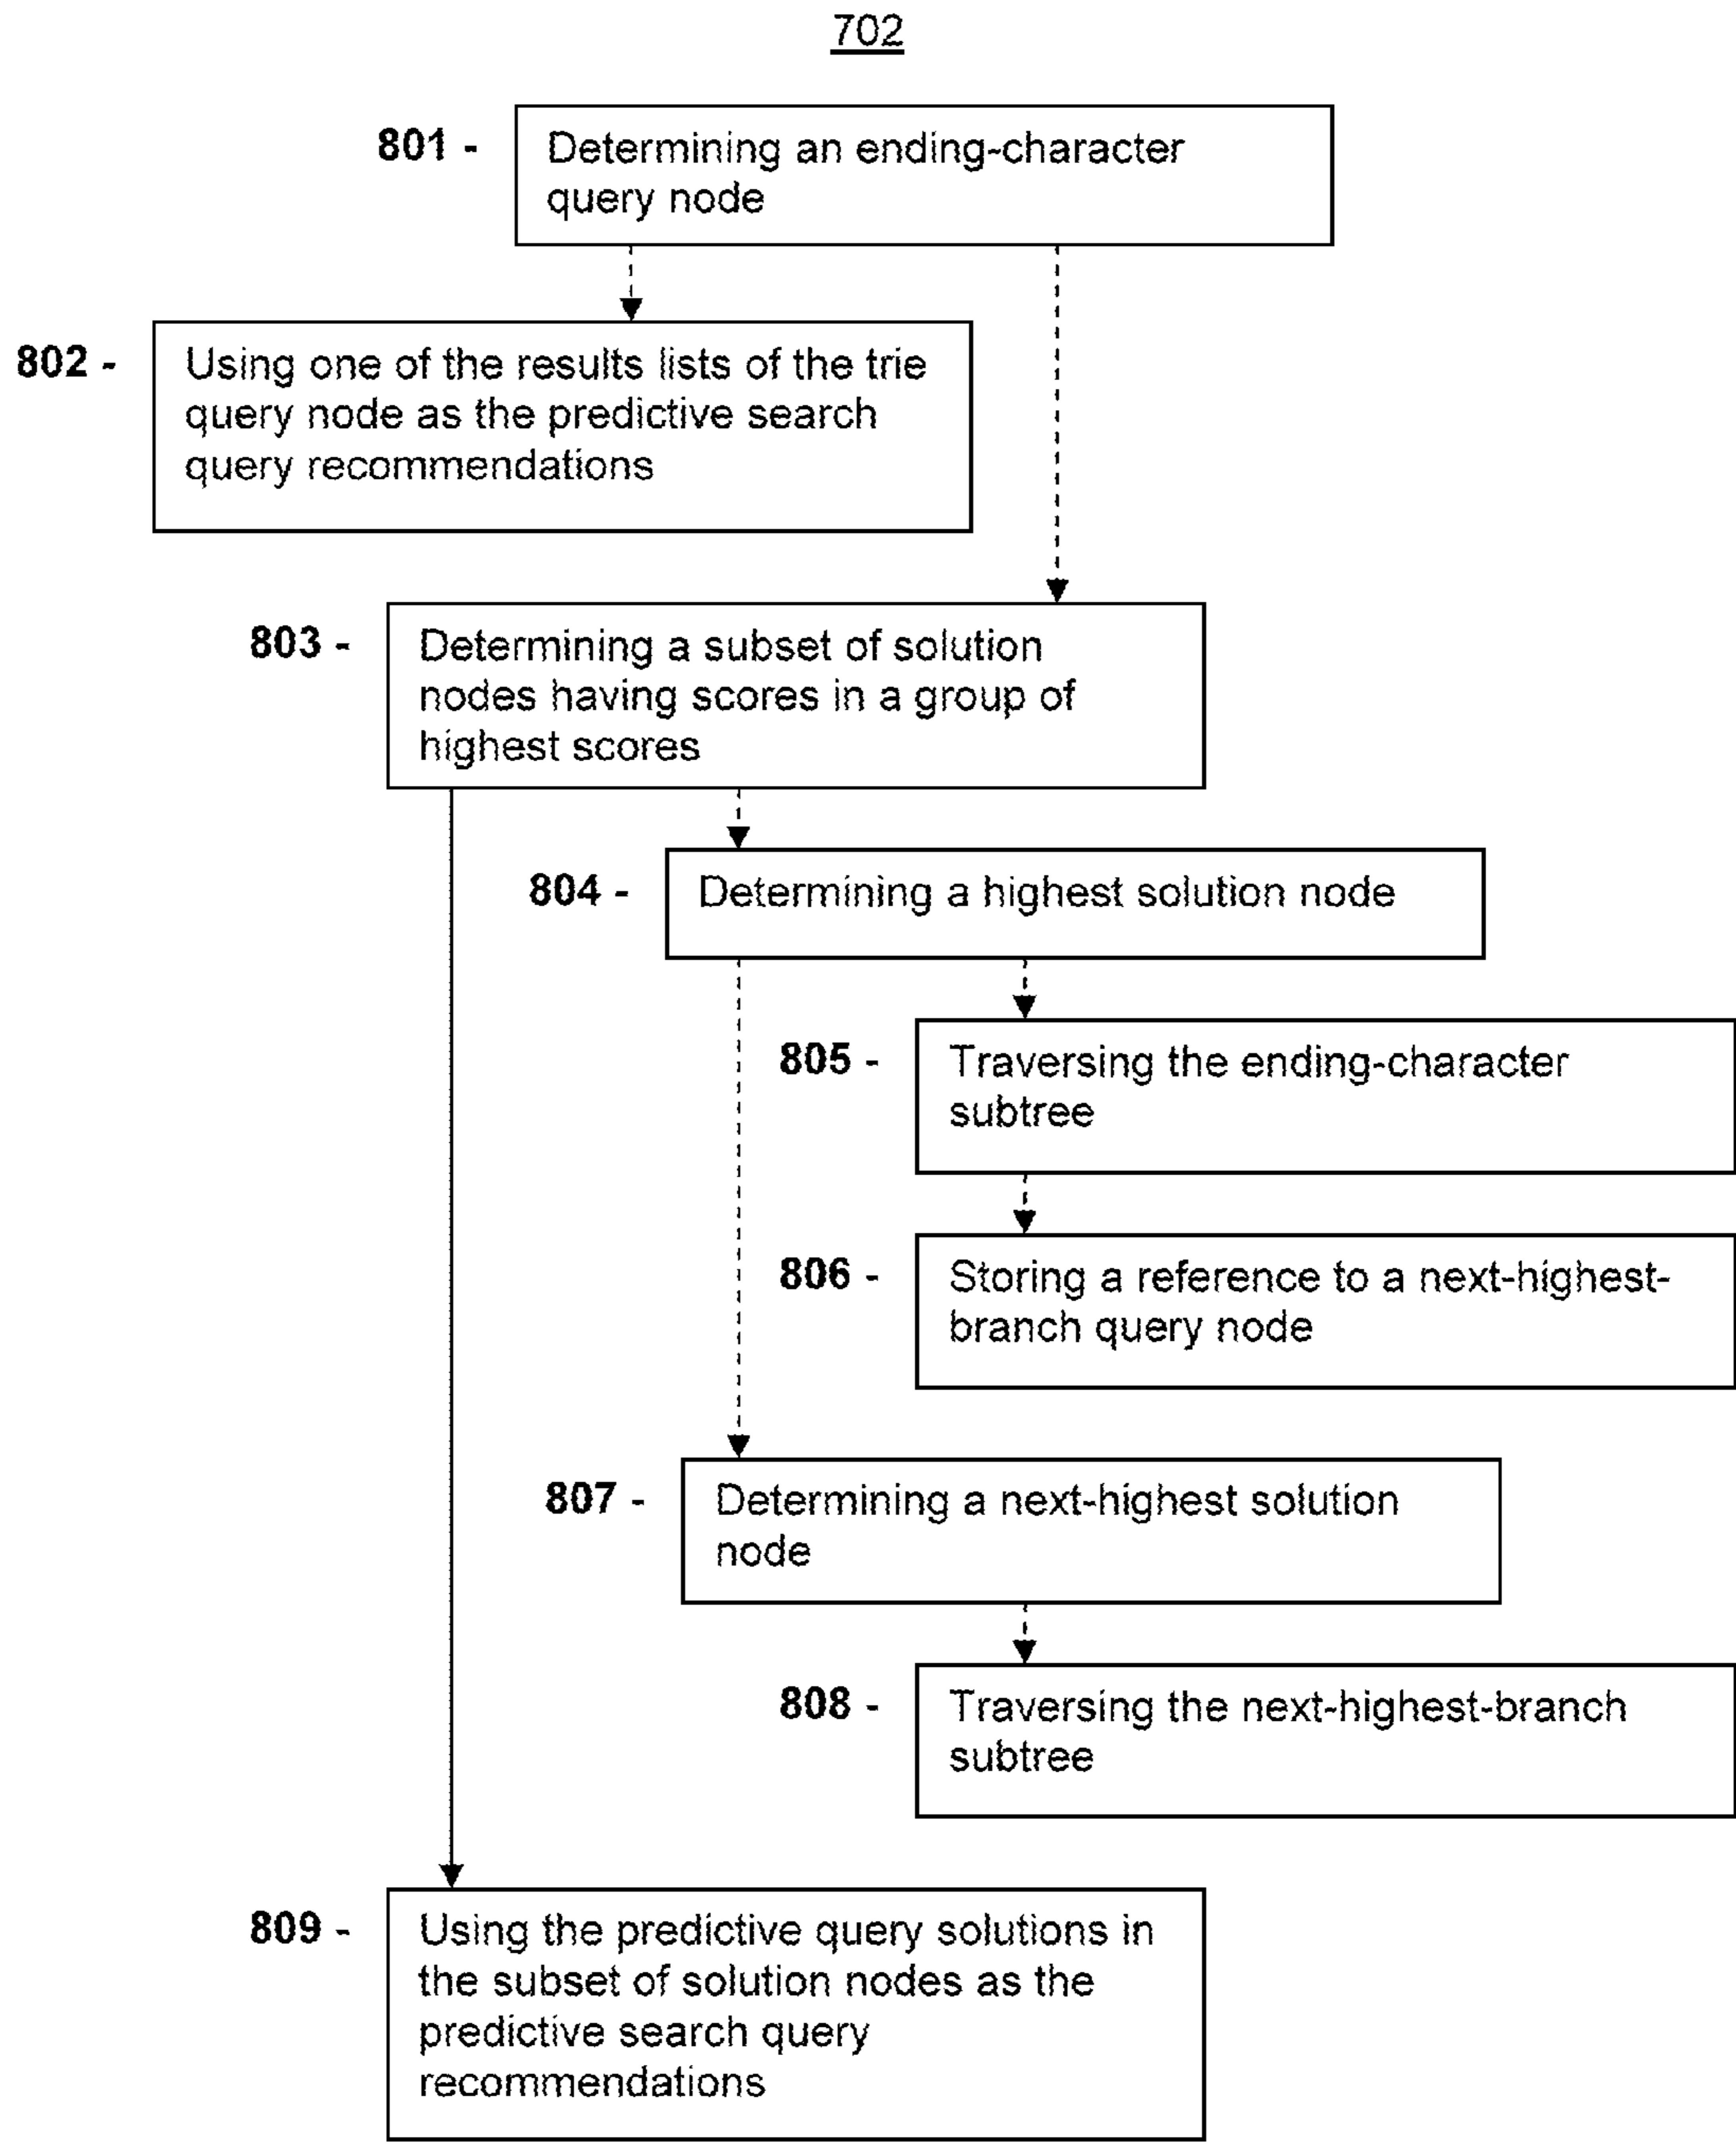 702
801 - Determining an ending-character
query node
802 - Using one of the results lists of the trie
query node as the predictive search
query recommendations
803 - Determining a subset of solution
nodes having scores in a group of
highest scores
804 - Determining a highest solution node
805 - Traversing the ending-character
subtree
806 - Storing a reference to a next-highest-
branch query node
807 - Determining a next-highest solution
node
808 - Traversing the next-highest-branch
subtree
809 - Using the predictive query solutions in
the subset of solution nodes as the
predictive search query
recommendations